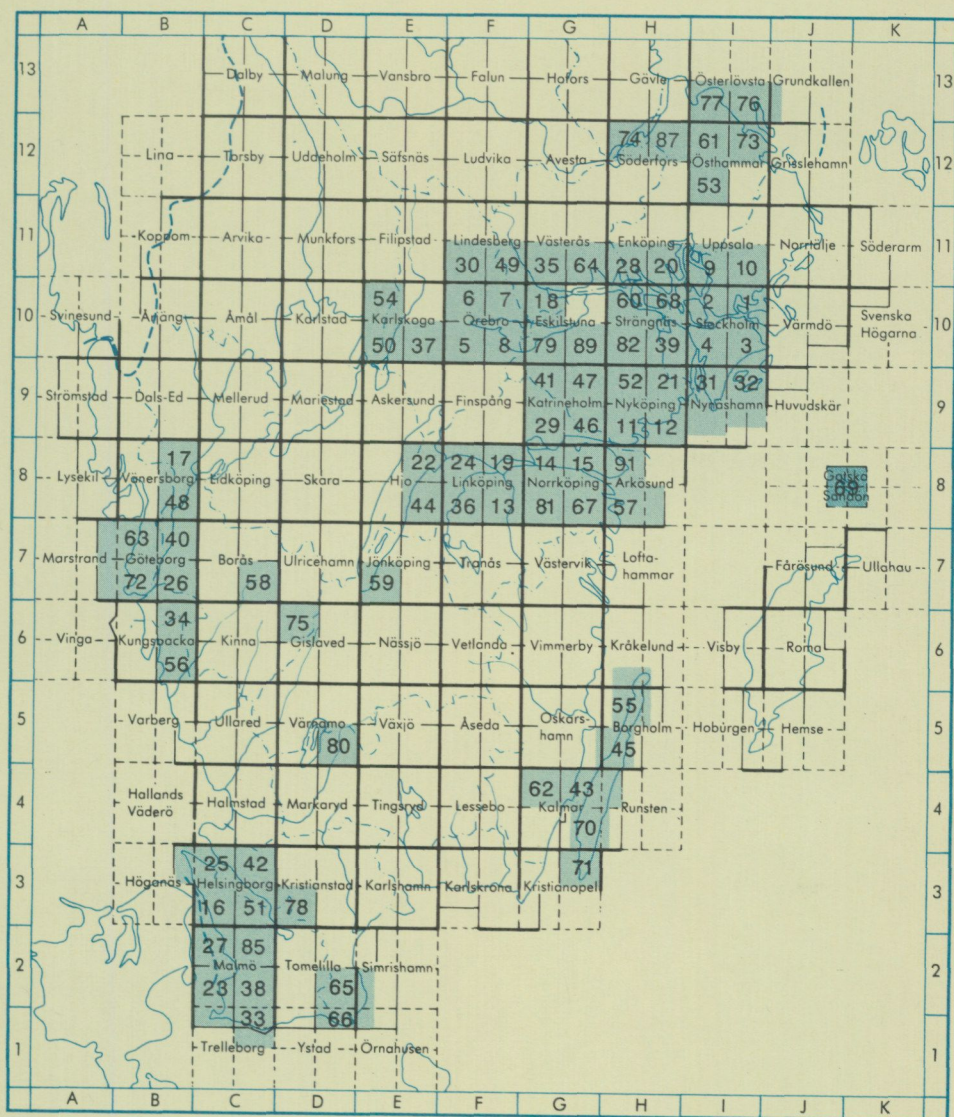 A B C D E F G H I J K
13 Dalby Malung Vansbro Falun Hofors Gävle Österlövsta Grundkallen 13
77 76
74 87 61 73
12 Lina Torsby Uddeholm Säfsnäs Ludvika Avesta Söderfors Östhammar Grisslehamn 12
53
11 Koppom Arvika Munkfors Filipstad Lindesberg Västerås Enköping Uppsala Norrtälje Söderarm 11
30 49 35 64 28 20 9 10
54 6 7 18 60 68 2 1
10 Svinesund Årjäng Åmål Karlstad Karlskoga Örebro Eskilstuna Strängnäs Stockholm Värmdö Svenska Högarna 10
50 37 5 8 79 89 82 39 4 3
41 47 52 21 31 32
9 Strömstad Dals-Ed Mellerud Mariestad Askersund Finspång Katrineholm Nyköping Nynäshamn Huvudskär 9
29 46 11 12
17 22 24 19 14 15 91
8 Lysekil Vänersborg Lidköping Skara Hjo Linköping Norrköping Arkösund Gotska Sandön 69 8
48 44 36 13 81 67 57
63 40
7 Marstrand Göteborg Borås Ulricehamn Jönköping Tranås Västervik Lofta-hammar Fårösund Ullahau 7
72 26 58 59
34 75
6 Vinga Kungsbacka Kinna Gislaved Nässjö Vetlanda Vimmerby Kråkelund Visby Roma 6
56
55
5 Varberg Ullared Värnamo Växjö Åseda Oskars-hamn Borgholm Hoburgen Hemse 5
80 45
62 43
4 Hallands Väderö Halmstad Markaryd Tingsryd Lessebo Kalmar Runsten 4
70
25 42 71
3 Höganäs Helsingborg Kristianstad Karlshamn Karlskrona Kristianopel 3
16 51 78
27 85
2 Malmö Tomelilla Simrishamn 2
23 38 65
33 66
1 Trelleborg Ystad Örnahusen 1
A B C D E F G H I J K